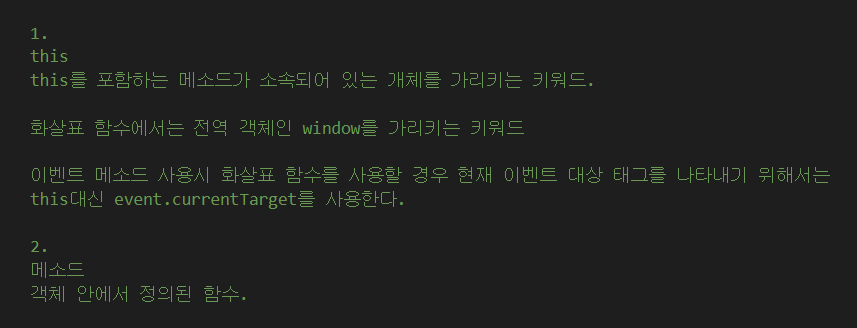 1.
this
this를 포함하는 메소드가 소속되어 있는 개체를 가리키는 키워드.
화살표 함수에서는 전역 객체인 window를 가리키는 키워드
이벤트 메소드 사용시 화살표 함수를 사용할 경우 현재 이벤트 대상 태그를 나타내기 위해서는
this대신 event.currentTarget를 사용한다.
2.
메소드
객체 안에서 정의된 함수.